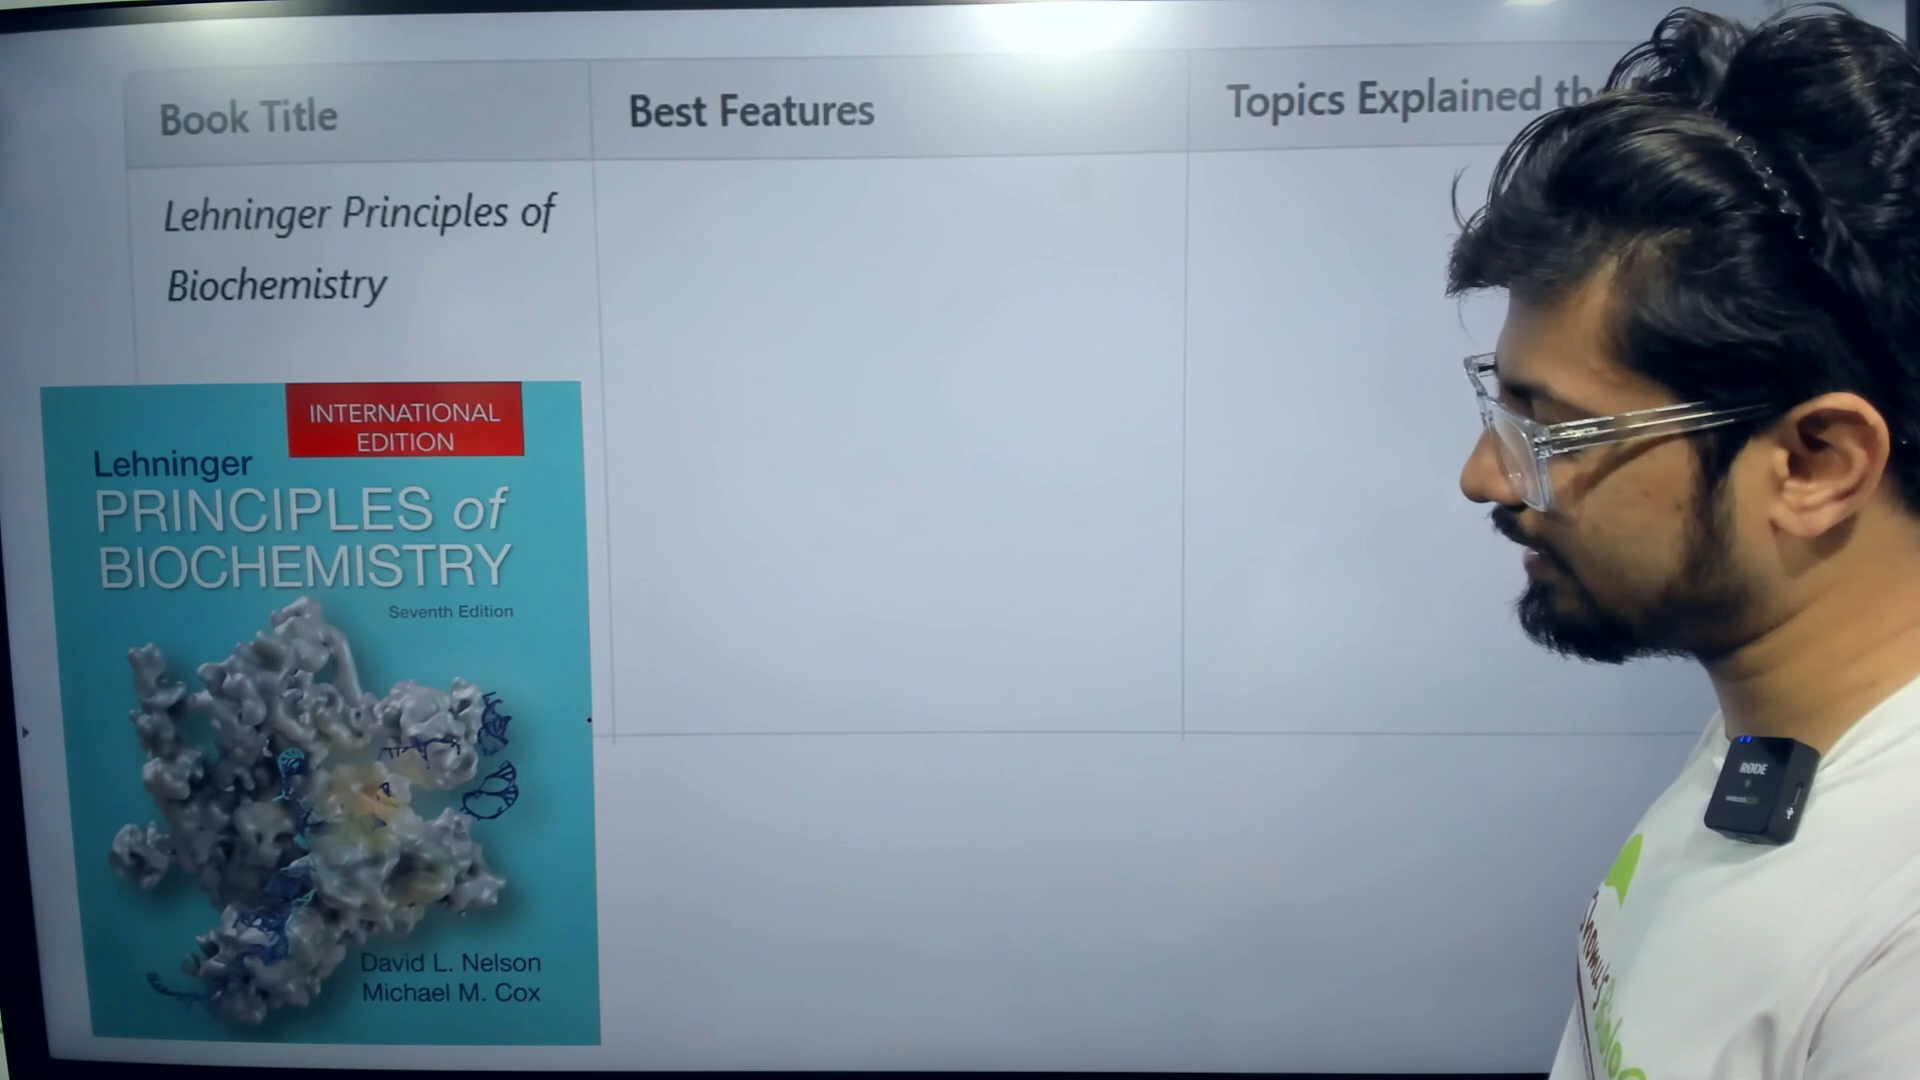 Book Title
Best Features
Topics Explained
Lehninger Principles of
Biochemistry
INTERNATIONAL
EDITION
Lehninger
PRINCIPLES of
BIOCHEMISTRY
Seventh Edition
David L. Nelson
Michael M. Cox
RØDE